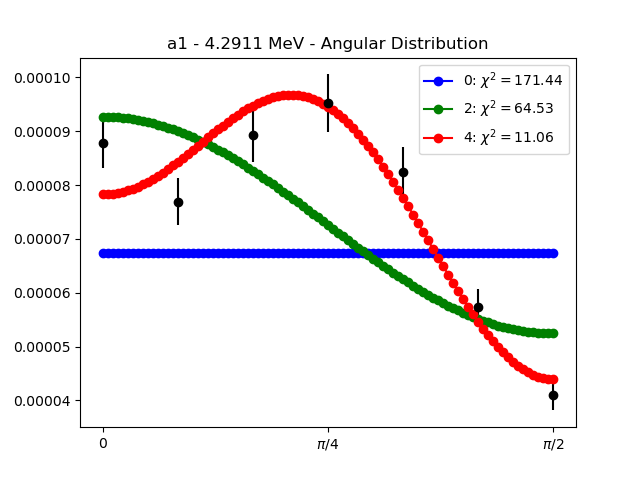 a1 - 4.2911 MeV - Angular Distribution
0.00010
0.00009
0.00008
0.00007
0.00006
0.00005
0.00004
0: χ² = 171.44
2: χ² = 64.53
4: χ² = 11.06
0
π/4
π/2